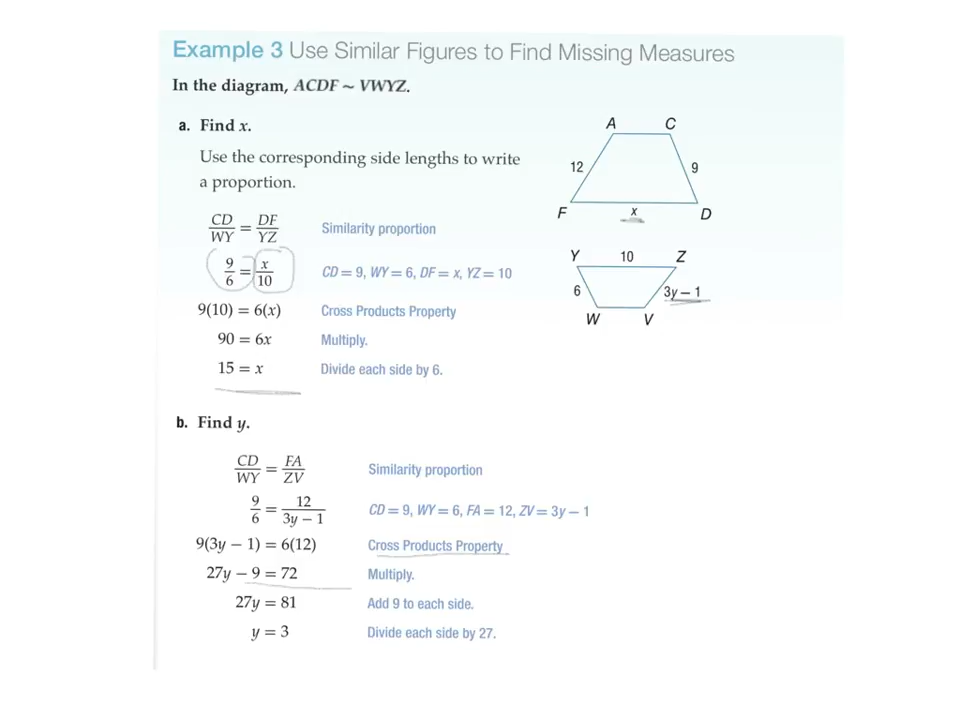 Example 3 Use Similar Figures to Find Missing Measures
In the diagram, ACDF ~ VWYZ.
a. Find x.
Use the corresponding side lengths to write
a proportion.
CD/WY = DF/YZ Similarity proportion
9/6 = x/10 CD = 9, WY = 6, DF = x, YZ = 10
9(10) = 6(x) Cross Products Property
90 = 6x Multiply.
15 = x Divide each side by 6.
A C
12 9
F x D
Y 10 Z
6 3y − 1
W V
b. Find y.
CD/WY = FA/ZV Similarity proportion
9/6 = 12/3y − 1 CD = 9, WY = 6, FA = 12, ZV = 3y − 1
9(3y − 1) = 6(12) Cross Products Property
27y − 9 = 72 Multiply.
27y = 81 Add 9 to each side.
y = 3 Divide each side by 27.